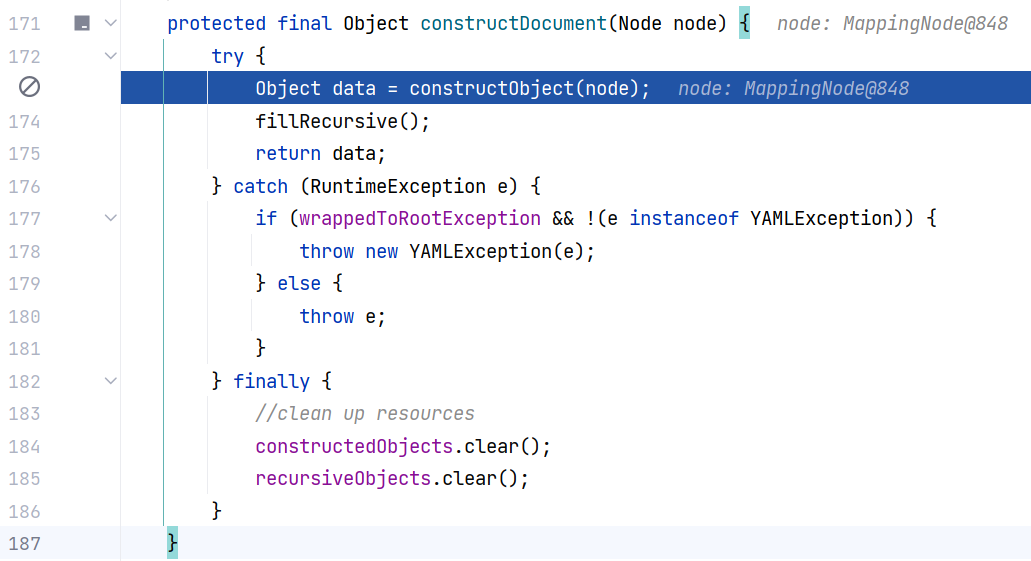 171 protected final Object constructDocument(Node node) { node: MappingNode@848
172 try {
Object data = constructObject(node); node: MappingNode@848
174 fillRecursive();
175 return data;
176 } catch (RuntimeException e) {
177 if (wrappedToRootException && !(e instanceof YAMLException)) {
178 throw new YAMLException(e);
179 } else {
180 throw e;
181 }
182 } finally {
183 //clean up resources
184 constructedObjects.clear();
185 recursiveObjects.clear();
186 }
187 }